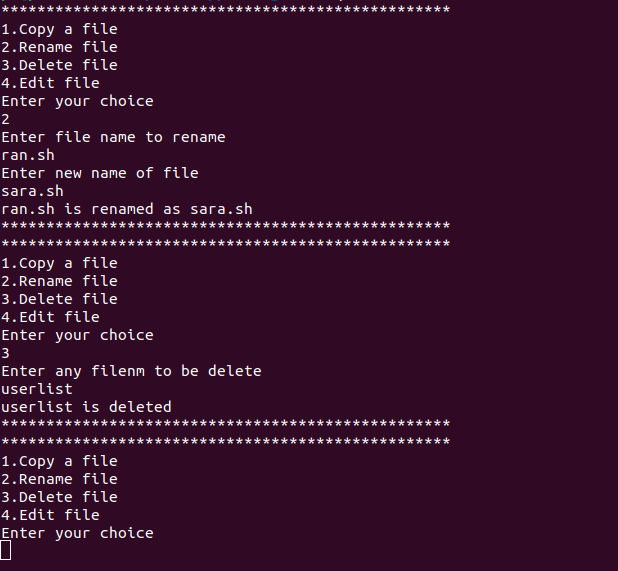 **************************************************
1.Copy a file
2.Rename file
3.Delete file
4.Edit file
Enter your choice
2
Enter file name to rename
ran.sh
Enter new name of file
sara.sh
ran.sh is renamed as sara.sh
**************************************************
**************************************************
1.Copy a file
2.Rename file
3.Delete file
4.Edit file
Enter your choice
3
Enter any filenm to be delete
userlist
userlist is deleted
**************************************************
**************************************************
1.Copy a file
2.Rename file
3.Delete file
4.Edit file
Enter your choice